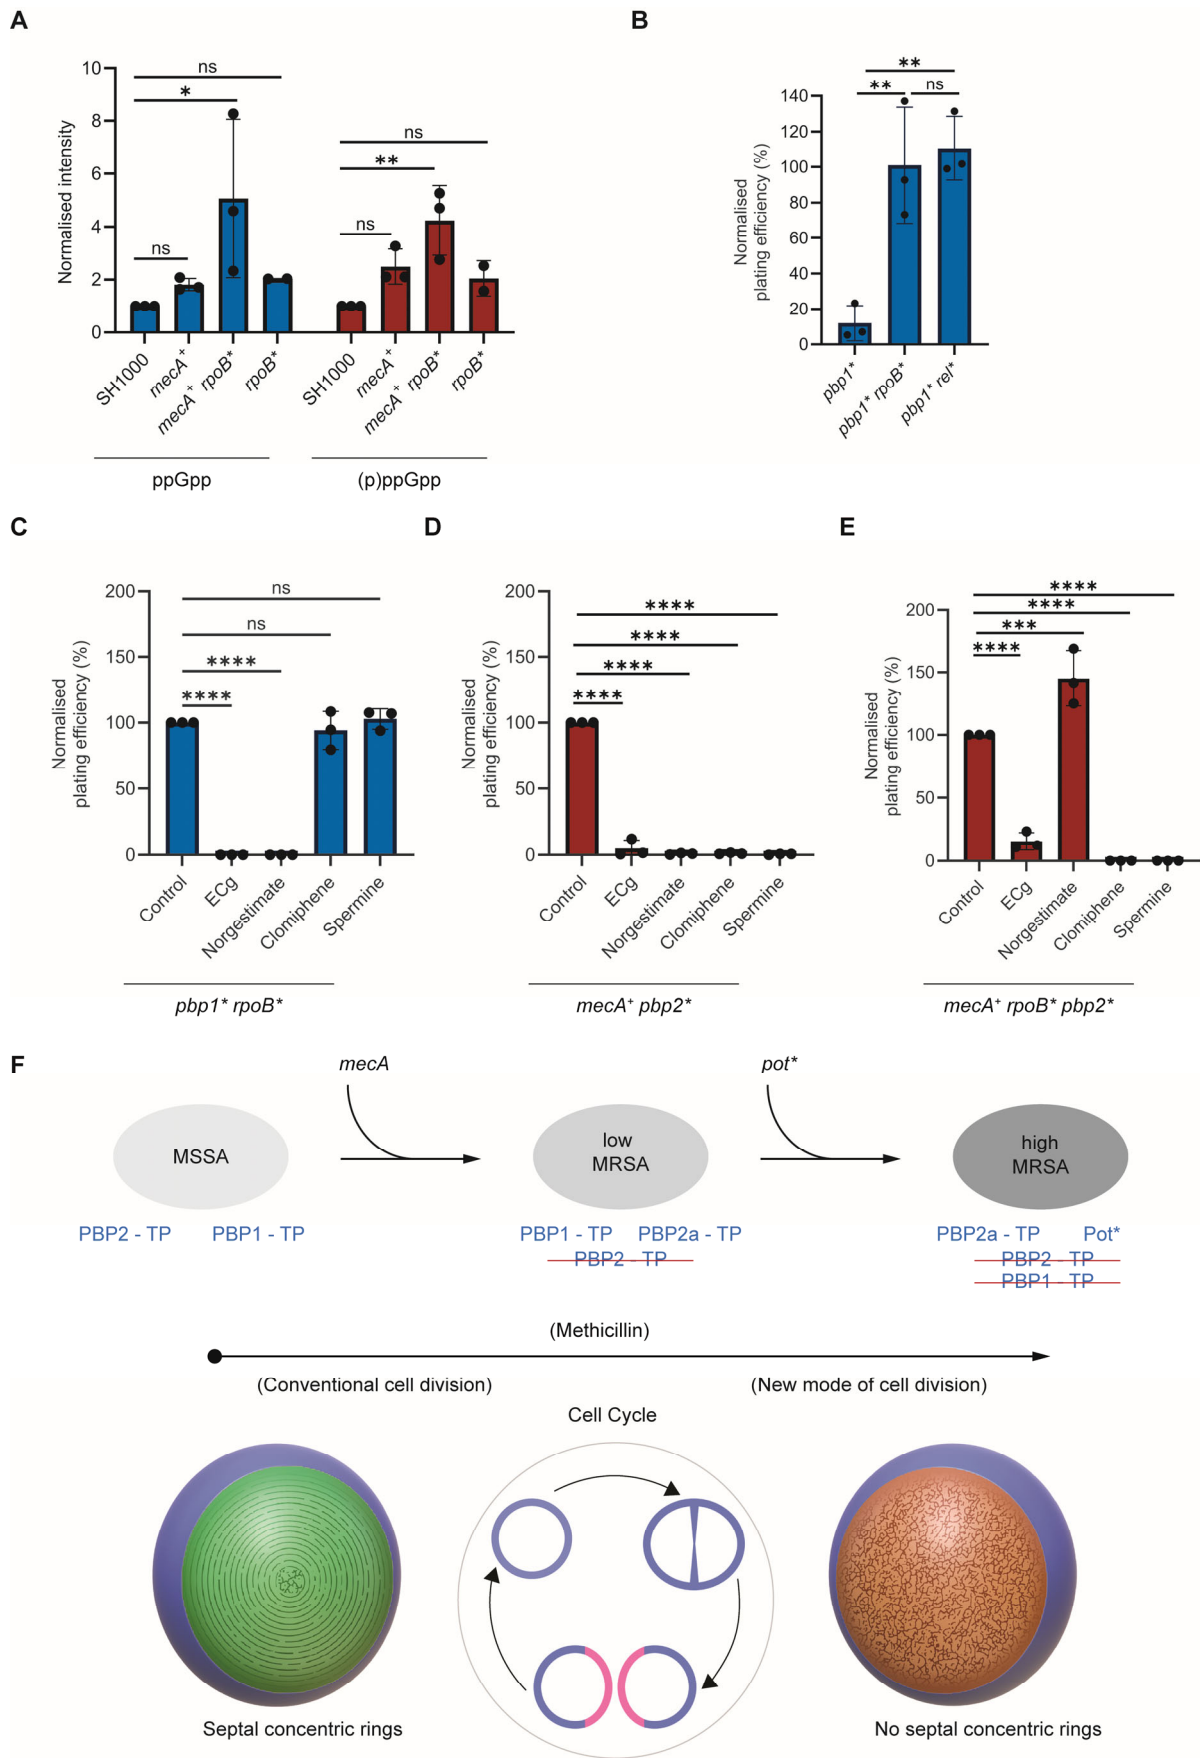 A
Normalised intensity
10
8
6
4
2
0
ns
*
ns
ns
**
ns
SH1000
mecA⁺
mecA⁺ rpoB*
rpoB*
SH1000
mecA⁺
mecA⁺ rpoB*
rpoB*
ppGpp
(p)ppGpp
B
Normalised
plating efficiency (%)
140
120
100
80
60
40
20
0
**
**
ns
pbp1*
pbp1* rpoB*
pbp1* rel*
C
Normalised
plating efficiency (%)
200
150
100
50
0
ns
ns
****
****
Control
ECg
Norgestimate
Clomiphene
Spermine
pbp1* rpoB*
D
Normalised
plating efficiency (%)
200
150
100
50
0
****
****
****
****
Control
ECg
Norgestimate
Clomiphene
Spermine
mecA⁺ pbp2*
E
Normalised
plating efficiency (%)
200
150
100
50
0
****
****
***
****
Control
ECg
Norgestimate
Clomiphene
Spermine
mecA⁺ rpoB* pbp2*
F
mecA
pot*
MSSA
low
MRSA
high
MRSA
PBP2 - TP PBP1 - TP
PBP1 - TP PBP2a - TP
PBP2 - TP
PBP2a - TP Pot*
PBP2 - TP
PBP1 - TP
(Methicillin)
(Conventional cell division)
(New mode of cell division)
Cell Cycle
Septal concentric rings
No septal concentric rings